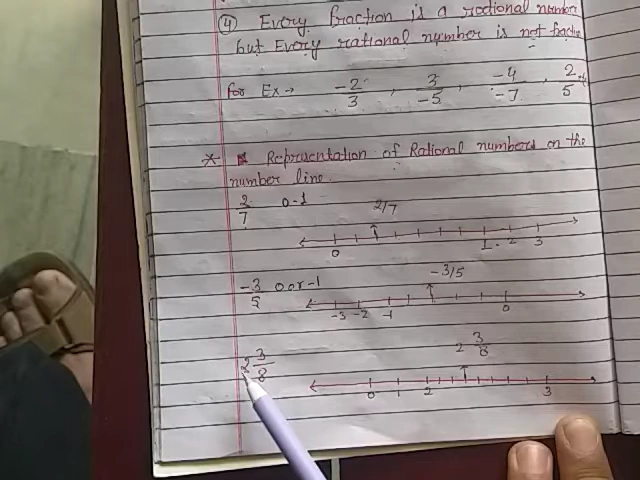 ④ Every fraction is a rational number
but Every rational number is not fraction
for Ex→ -2/3 , 3/-5 , -4/-7 , 2/5
* Representation of Rational numbers on the
number line.
2/7 0-1 2/7
0 1 2 3
-3/5 0 or -1 -3/5
-3 -2 -1 0
2 3/8 2 3/8
0 1 2 3